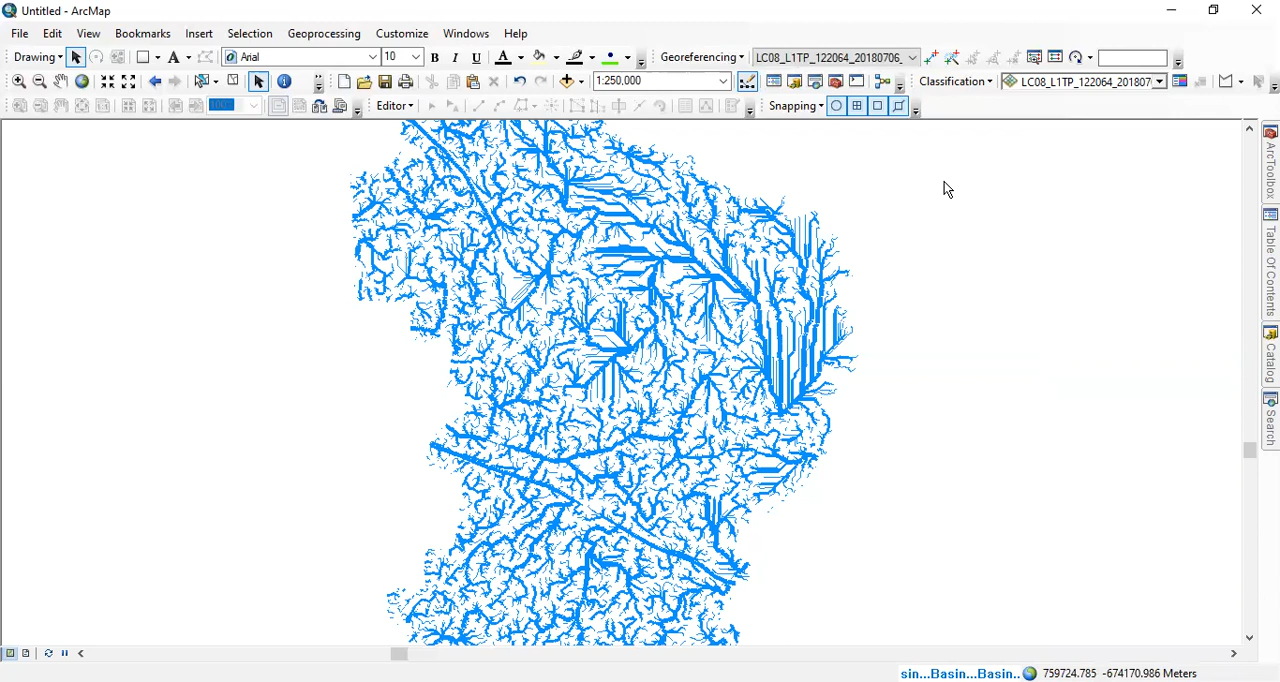 Untitled - ArcMap
File Edit View Bookmarks Insert Selection Geoprocessing Customize Windows Help
Drawing Arial 10 B I U A Georeferencing LC08_L1TP_122064_20180706_
1:250,000 Classification LC08_L1TP_122064_201807
Editor Snapping
ArcToolbox
Table Of Contents
Catalog
Search
sin...Basin...Basin.. 759724.785 -674170.986 Meters